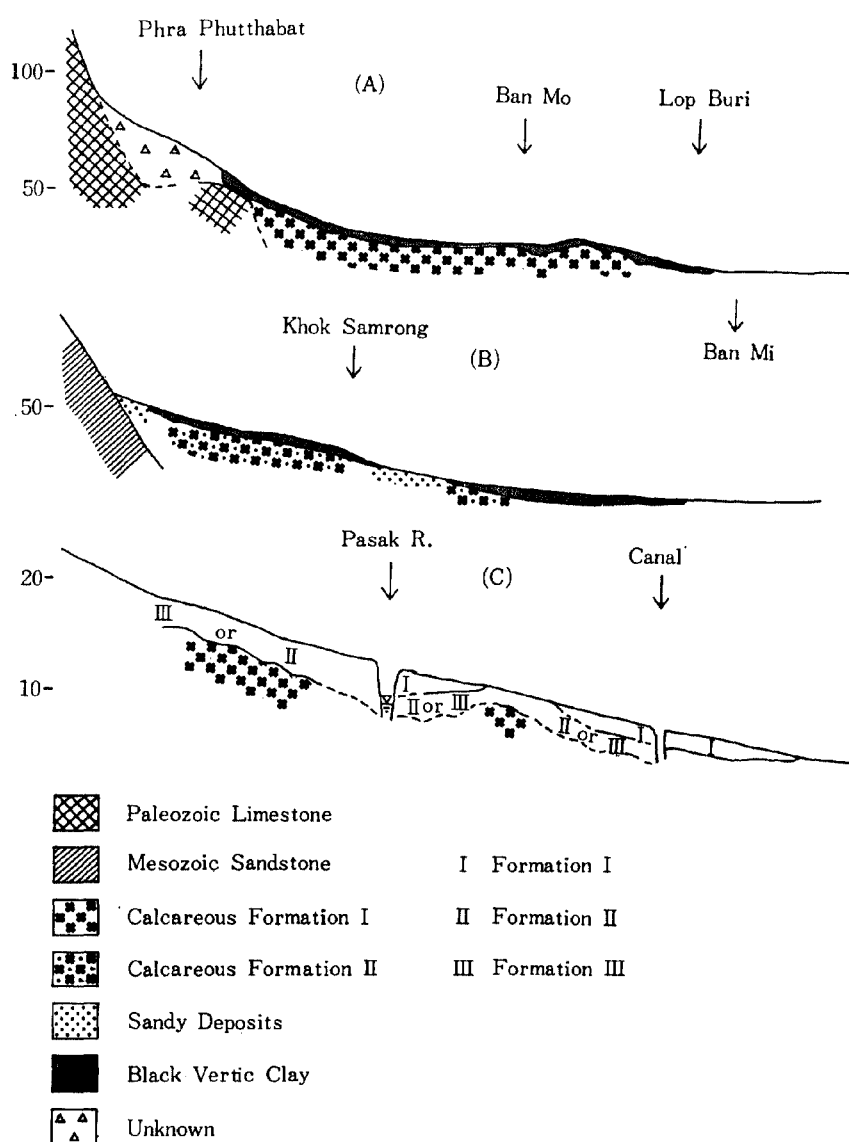 Phra Phutthabat
100-
(A)
Ban Mo
Lop Buri
50-
Khok Samrong
(B)
Ban Mi
50-
Pasak R.
(C)
Canal
20-
III
or
II
10-
I
II or III
II or III
I
I
Paleozoic Limestone
Mesozoic Sandstone
I Formation I
Calcareous Formation I
II Formation II
Calcareous Formation II
III Formation III
Sandy Deposits
Black Vertic Clay
Unknown